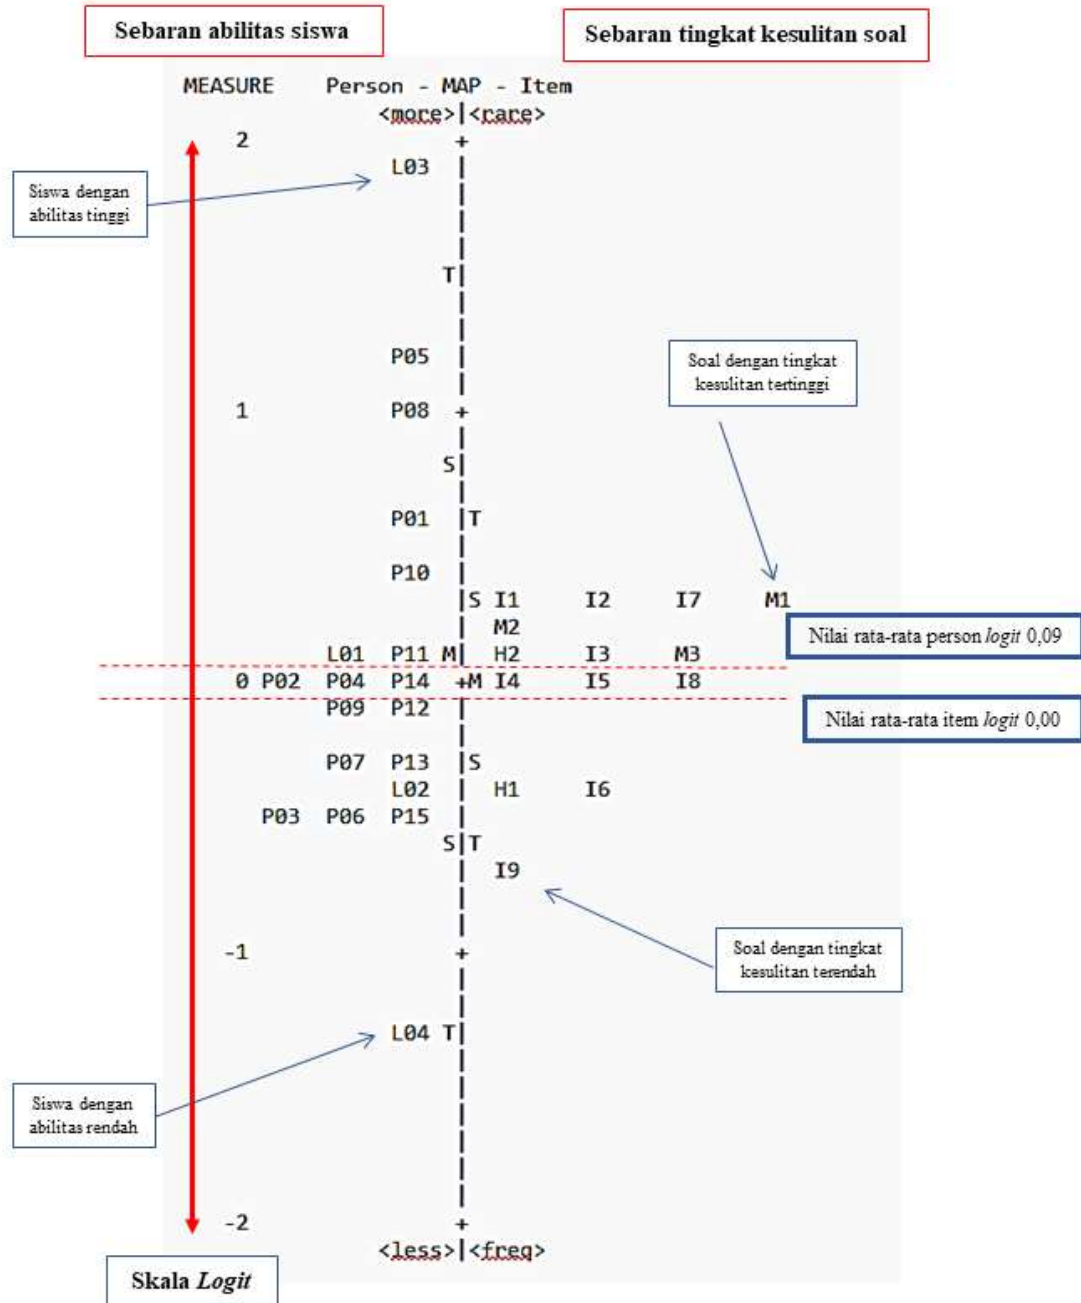 Sebaran abilitas siswa
Sebaran tingkat kesulitan soal
MEASURE Person - MAP - Item
<more>|<rare>
2 +
L03 |
Siswa dengan
abilitas tinggi
|
|
|
T|
|
|
P05 |
Soal dengan tingkat
kesulitan tertinggi
|
1 P08 +
|
S|
|
P01 |T
|
P10 |
|S I1 I2 I7 M1
| M2
Nilai rata-rata person logit 0,09
L01 P11 M| H2 I3 M3
0 P02 P04 P14 +M I4 I5 I8
P09 P12 |
Nilai rata-rata item logit 0,00
|
P07 P13 |S
L02 | H1 I6
P03 P06 P15 |
S|T
| I9
|
|
Soal dengan tingkat
kesulitan terendah
-1 +
|
|
L04 T|
|
|
Siswa dengan
abilitas rendah
|
|
|
|
-2 +
<less>|<freq>
Skala Logit